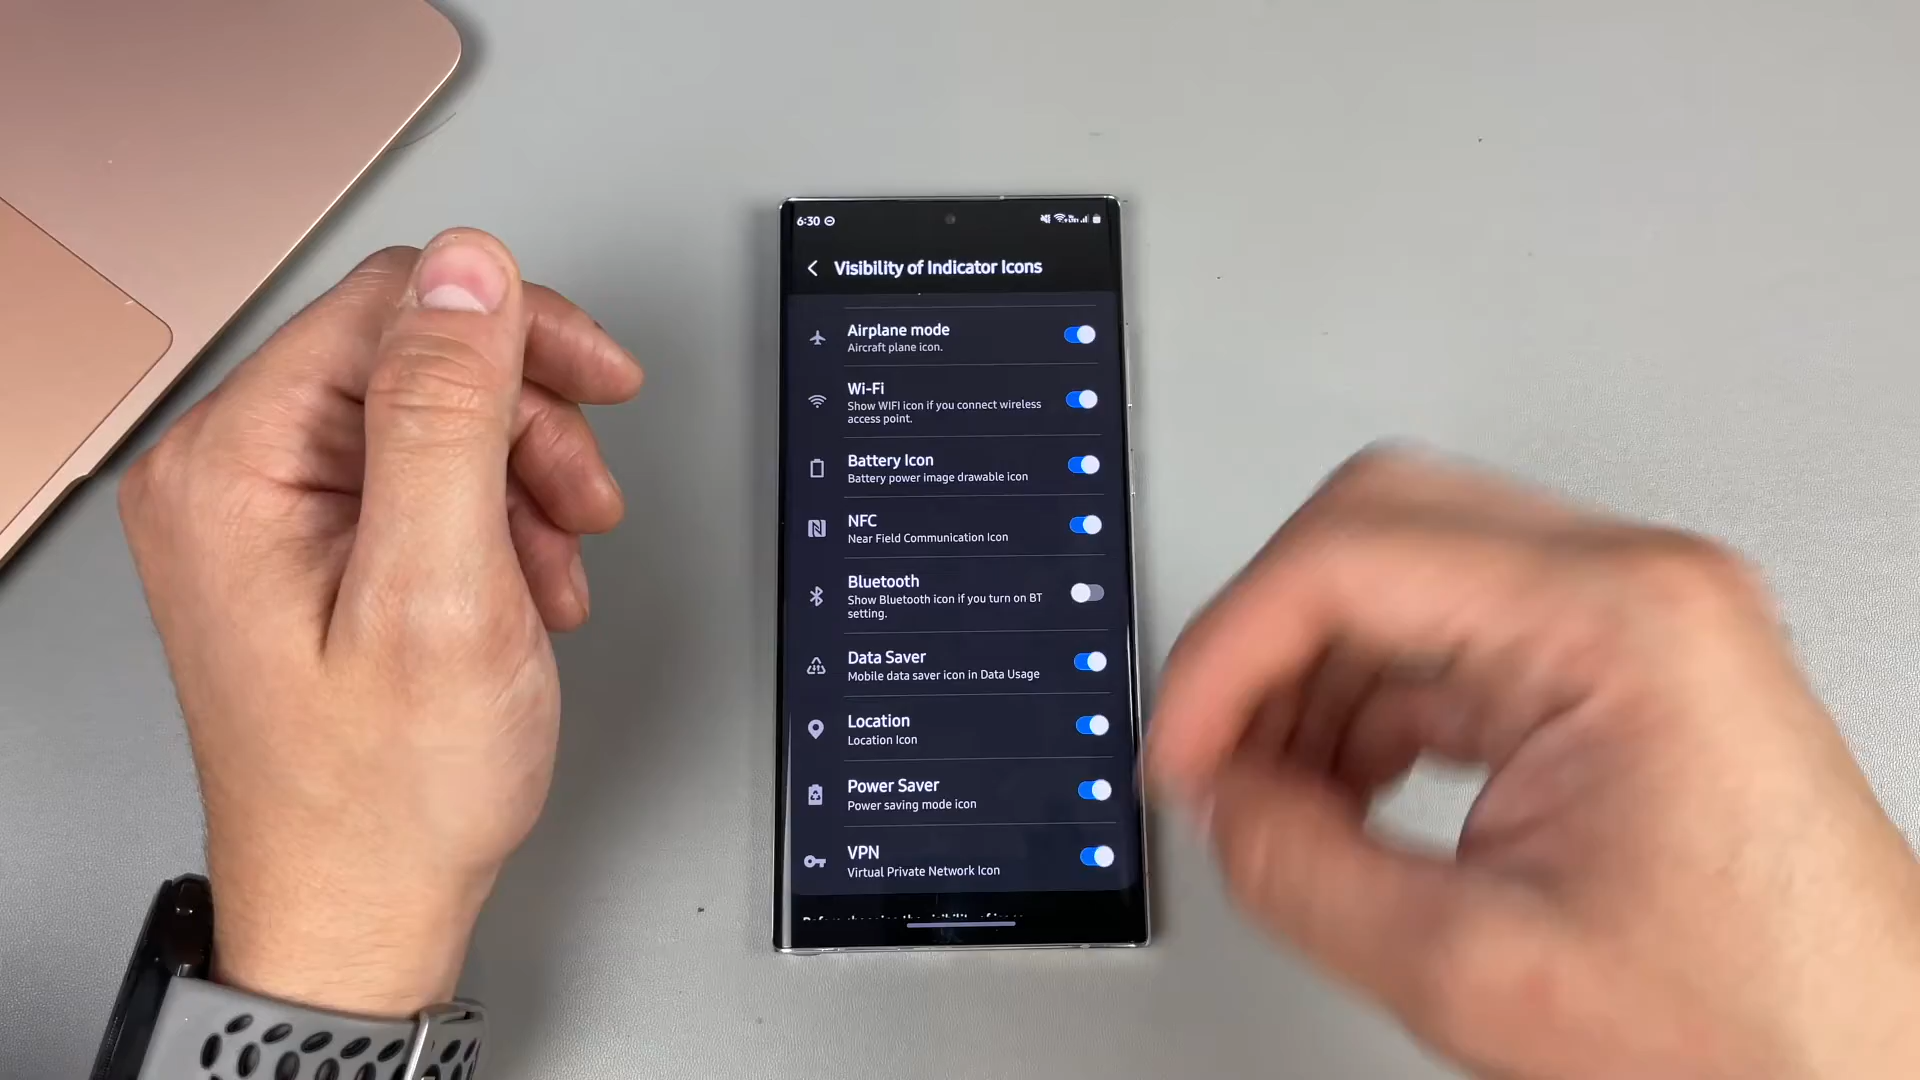 6:30
Visibility of Indicator Icons
Airplane mode
Aircraft plane icon.
Wi-Fi
Show WIFI icon if you connect wireless
access point.
Battery Icon
Battery power image drawable icon
NFC
Near Field Communication Icon
Bluetooth
Show Bluetooth icon if you turn on BT
setting.
Data Saver
Mobile data saver icon in Data Usage
Location
Location Icon
Power Saver
Power saving mode icon
VPN
Virtual Private Network Icon